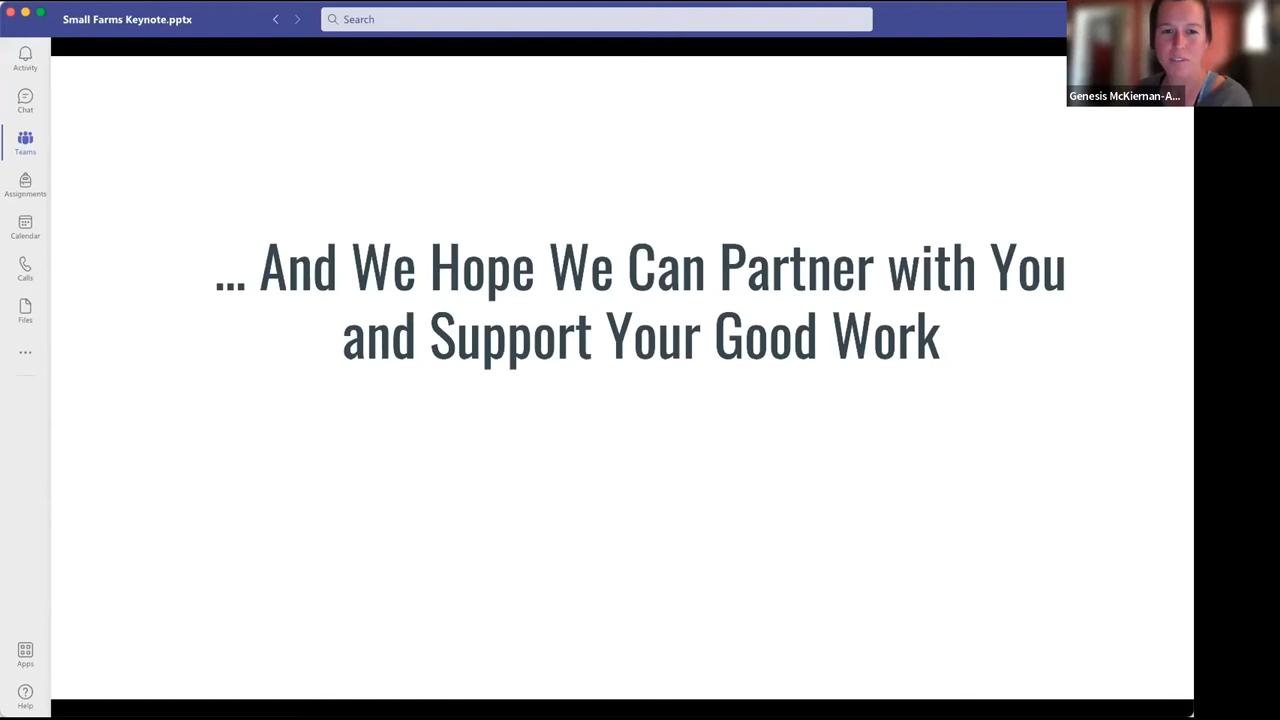 Small Farms Keynote.pptx
Search
Genesis McKiernan-A...
Activity
Chat
Teams
Assignments
Calendar
Calls
Files
... And We Hope We Can Partner with You
and Support Your Good Work
Apps
Help